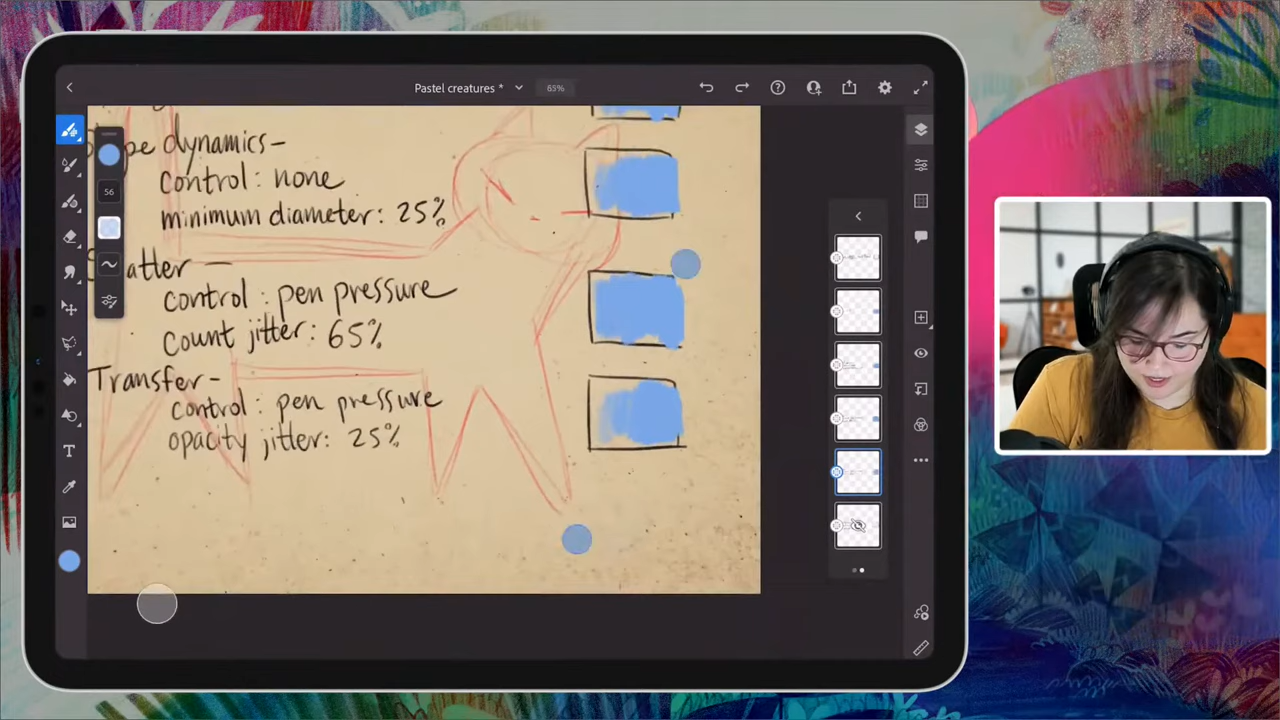 Pastel creatures *
65%
56
pe dynamics-
control: none
minimum diameter: 25%
atter -
control: pen pressure
Count jitter: 65%
Transfer-
control: pen pressure
opacity jitter: 25%
T